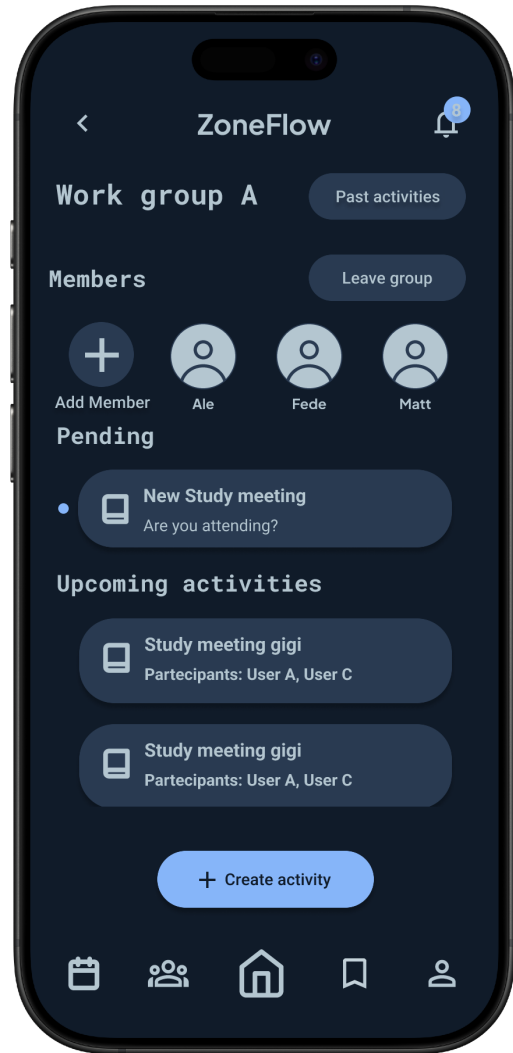 ZoneFlow
8
Work group A
Past activities
Members
Leave group
Add Member
Ale
Fede
Matt
Pending
New Study meeting
Are you attending?
Upcoming activities
Study meeting gigi
Partecipants: User A, User C
Study meeting gigi
Partecipants: User A, User C
Create activity